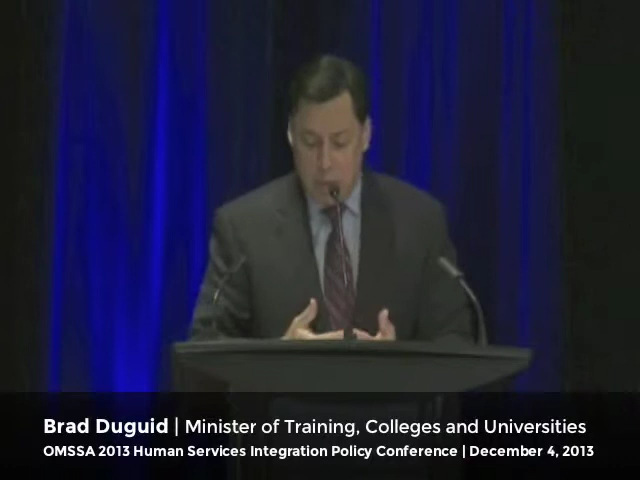 Brad Duguid | Minister of Training, Colleges and Universities
OMSSA 2013 Human Services Integration Policy Conference | December 4, 2013